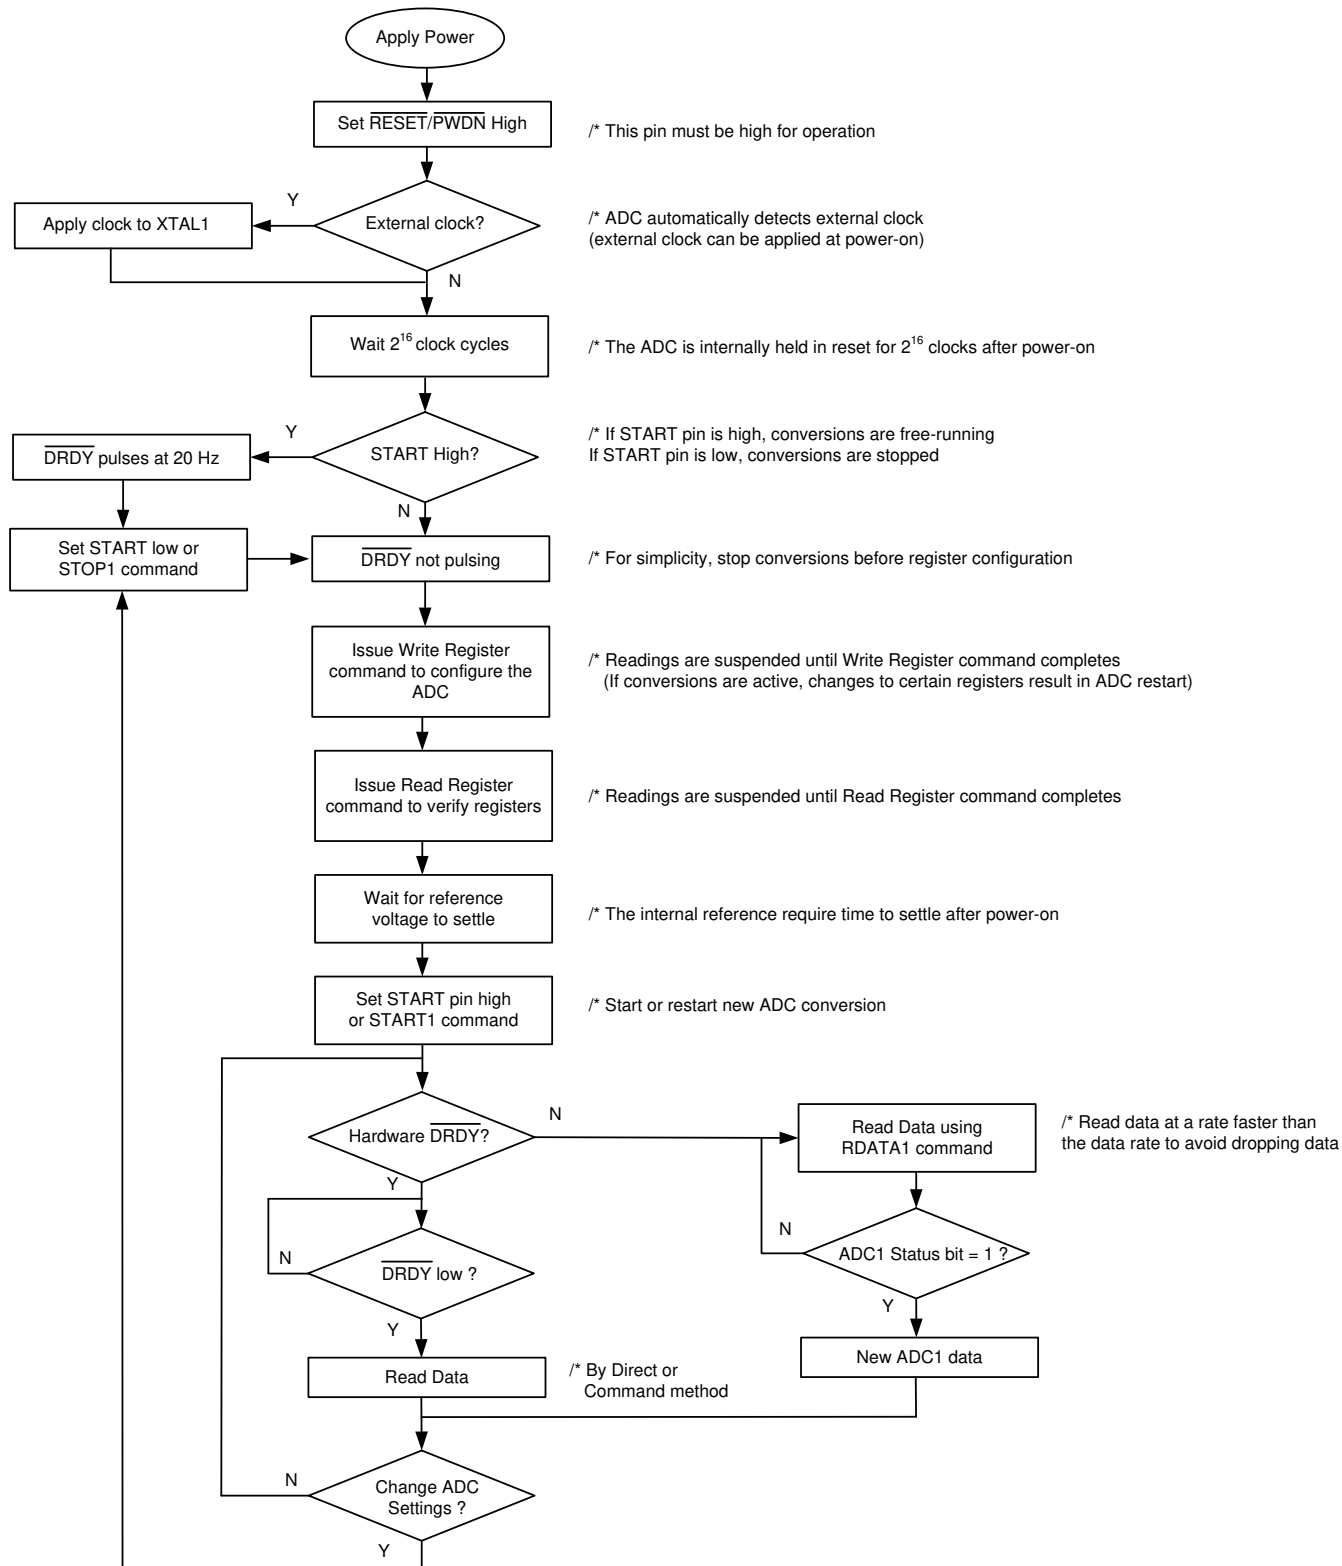 Apply Power
Set RESET/PWDN High
/* This pin must be high for operation
Y
Apply clock to XTAL1
External clock?
/* ADC automatically detects external clock
(external clock can be applied at power-on)
N
Wait 2^16 clock cycles
/* The ADC is internally held in reset for 2^16 clocks after power-on
Y
DRDY pulses at 20 Hz
START High?
/* If START pin is high, conversions are free-running
If START pin is low, conversions are stopped
N
Set START low or
STOP1 command
DRDY not pulsing
/* For simplicity, stop conversions before register configuration
Issue Write Register
command to configure the
ADC
/* Readings are suspended until Write Register command completes
(If conversions are active, changes to certain registers result in ADC restart)
Issue Read Register
command to verify registers
/* Readings are suspended until Read Register command completes
Wait for reference
voltage to settle
/* The internal reference require time to settle after power-on
Set START pin high
or START1 command
/* Start or restart new ADC conversion
Hardware DRDY?
N
Read Data using
RDATA1 command
/* Read data at a rate faster than
the data rate to avoid dropping data
Y
N
DRDY low ?
N
ADC1 Status bit = 1 ?
Y
Y
Read Data
/* By Direct or
Command method
New ADC1 data
N
Change ADC
Settings ?
Y